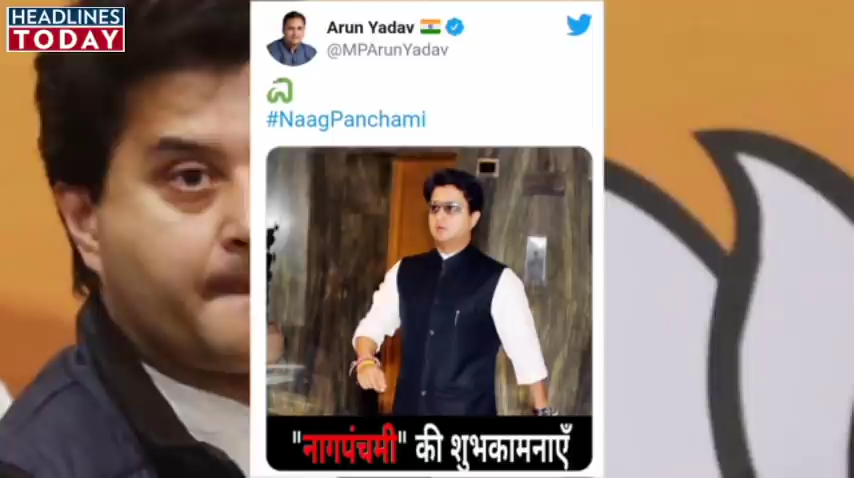 HEADLINES
TODAY
Arun Yadav
@MPArunYadav
#NaagPanchami
"नागपंचमी" की शुभकामनाएँ